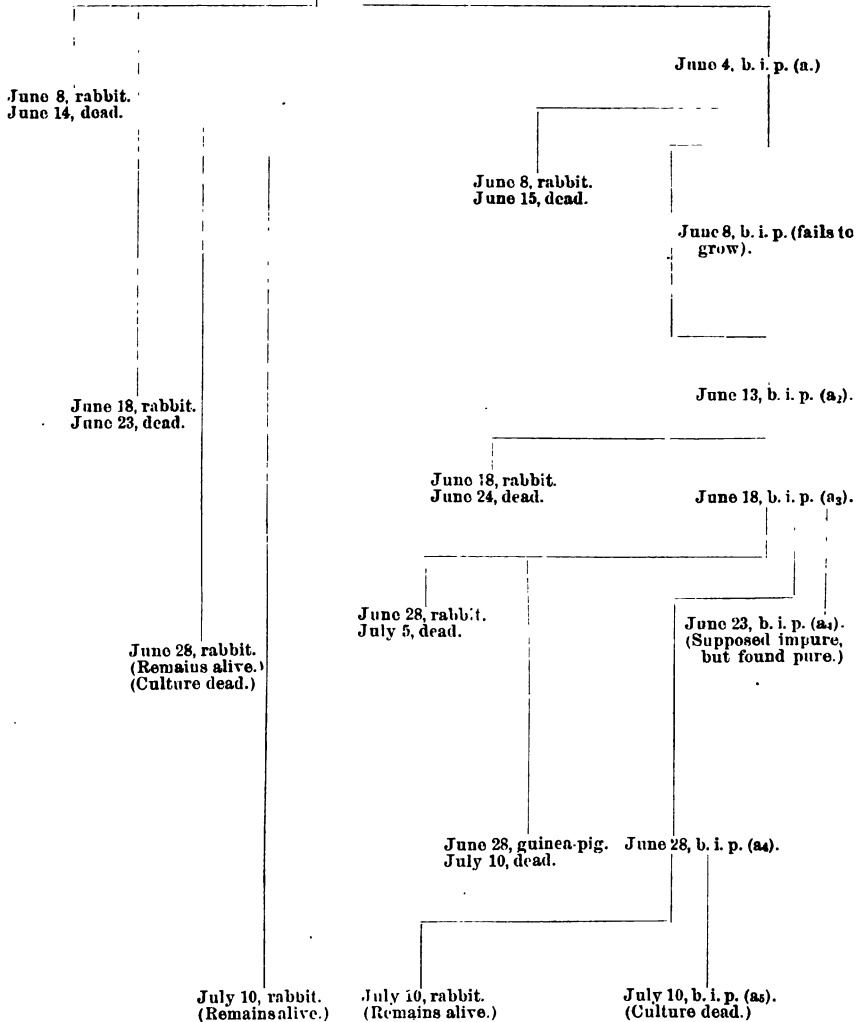 June 4, b. i. p. (a.)
June 8, rabbit.
June 14, dead.
June 8, rabbit.
June 15, dead.
June 8, b. i. p. (fails to
grow).
June 13, b. i. p. (a₂).
June 18, rabbit.
June 23, dead.
June 18, rabbit.
June 24, dead.
June 18, b. i. p. (a₃).
June 28, rabbit.
July 5, dead.
June 23, b. i. p. (a₄).
(Supposed impure,
but found pure.)
June 28, rabbit.
(Remains alive.)
(Culture dead.)
June 28, guinea-pig.
July 10, dead.
June 28, b. i. p. (a₄).
July 10, rabbit.
(Remains alive.)
July 10, rabbit.
(Remains alive.)
July 10, b. i. p. (a₅).
(Culture dead.)